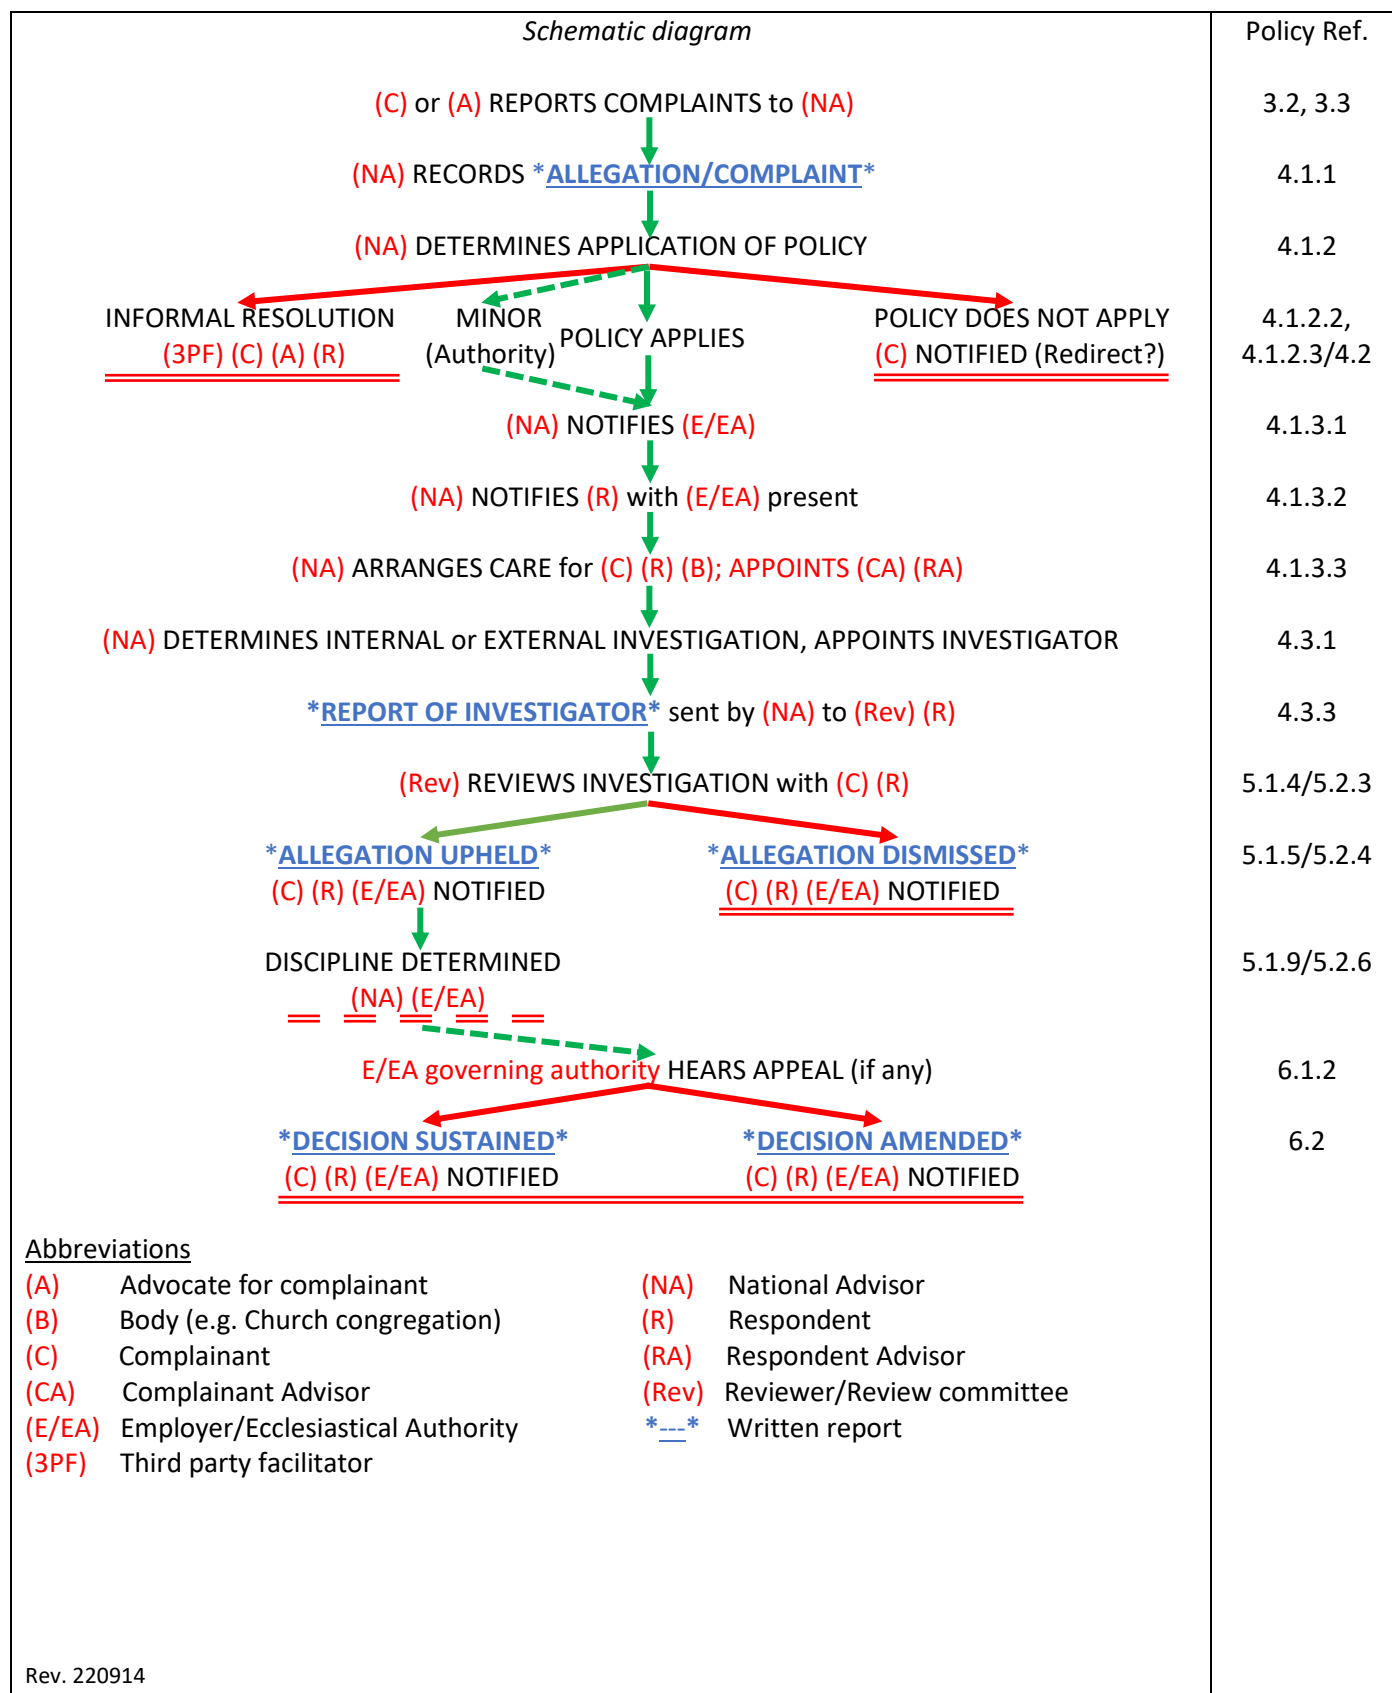 Schematic diagram Policy Ref.
(C) or (A) REPORTS COMPLAINTS to (NA) 3.2, 3.3
(NA) RECORDS *ALLEGATION/COMPLAINT* 4.1.1
(NA) DETERMINES APPLICATION OF POLICY 4.1.2
INFORMAL RESOLUTION MINOR POLICY DOES NOT APPLY 4.1.2.2,
POLICY APPLIES
(3PF) (C) (A) (R) (Authority) (C) NOTIFIED (Redirect?) 4.1.2.3/4.2
(NA) NOTIFIES (E/EA) 4.1.3.1
(NA) NOTIFIES (R) with (E/EA) present 4.1.3.2
(NA) ARRANGES CARE for (C) (R) (B); APPOINTS (CA) (RA) 4.1.3.3
(NA) DETERMINES INTERNAL or EXTERNAL INVESTIGATION, APPOINTS INVESTIGATOR 4.3.1
*REPORT OF INVESTIGATOR* sent by (NA) to (Rev) (R) 4.3.3
(Rev) REVIEWS INVESTIGATION with (C) (R) 5.1.4/5.2.3
*ALLEGATION UPHELD* *ALLEGATION DISMISSED* 5.1.5/5.2.4
(C) (R) (E/EA) NOTIFIED (C) (R) (E/EA) NOTIFIED
DISCIPLINE DETERMINED 5.1.9/5.2.6
(NA) (E/EA)
E/EA governing authority HEARS APPEAL (if any) 6.1.2
*DECISION SUSTAINED* *DECISION AMENDED* 6.2
(C) (R) (E/EA) NOTIFIED (C) (R) (E/EA) NOTIFIED
Abbreviations
(A) Advocate for complainant (NA) National Advisor
(B) Body (e.g. Church congregation) (R) Respondent
(C) Complainant (RA) Respondent Advisor
(CA) Complainant Advisor (Rev) Reviewer/Review committee
(E/EA) Employer/Ecclesiastical Authority *---* Written report
(3PF) Third party facilitator
Rev. 220914